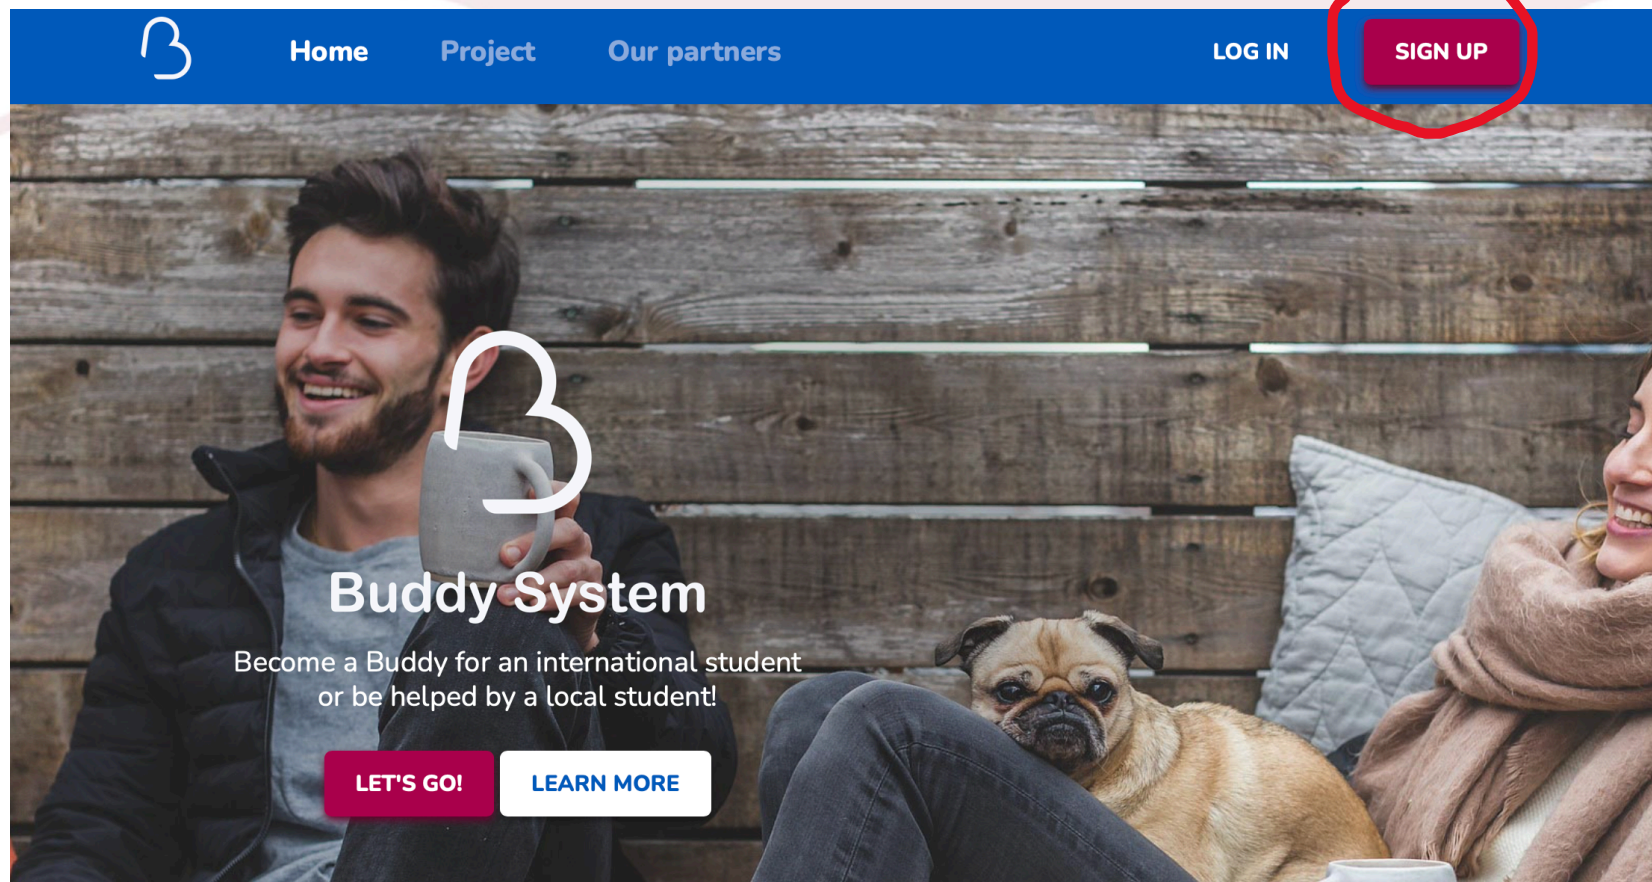 Home Project Our partners LOG IN SIGN UP
Buddy System
Become a Buddy for an international student
or be helped by a local student!
LET'S GO! LEARN MORE